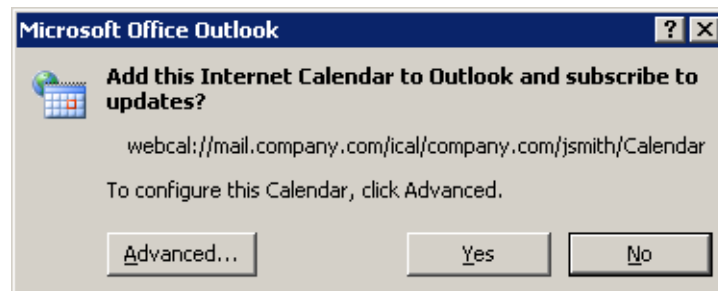 Microsoft Office Outlook
Add this Internet Calendar to Outlook and subscribe to
updates?
webcal://mail.company.com/ical/company.com/jsmith/Calendar
To configure this Calendar, click Advanced.
Advanced... Yes No